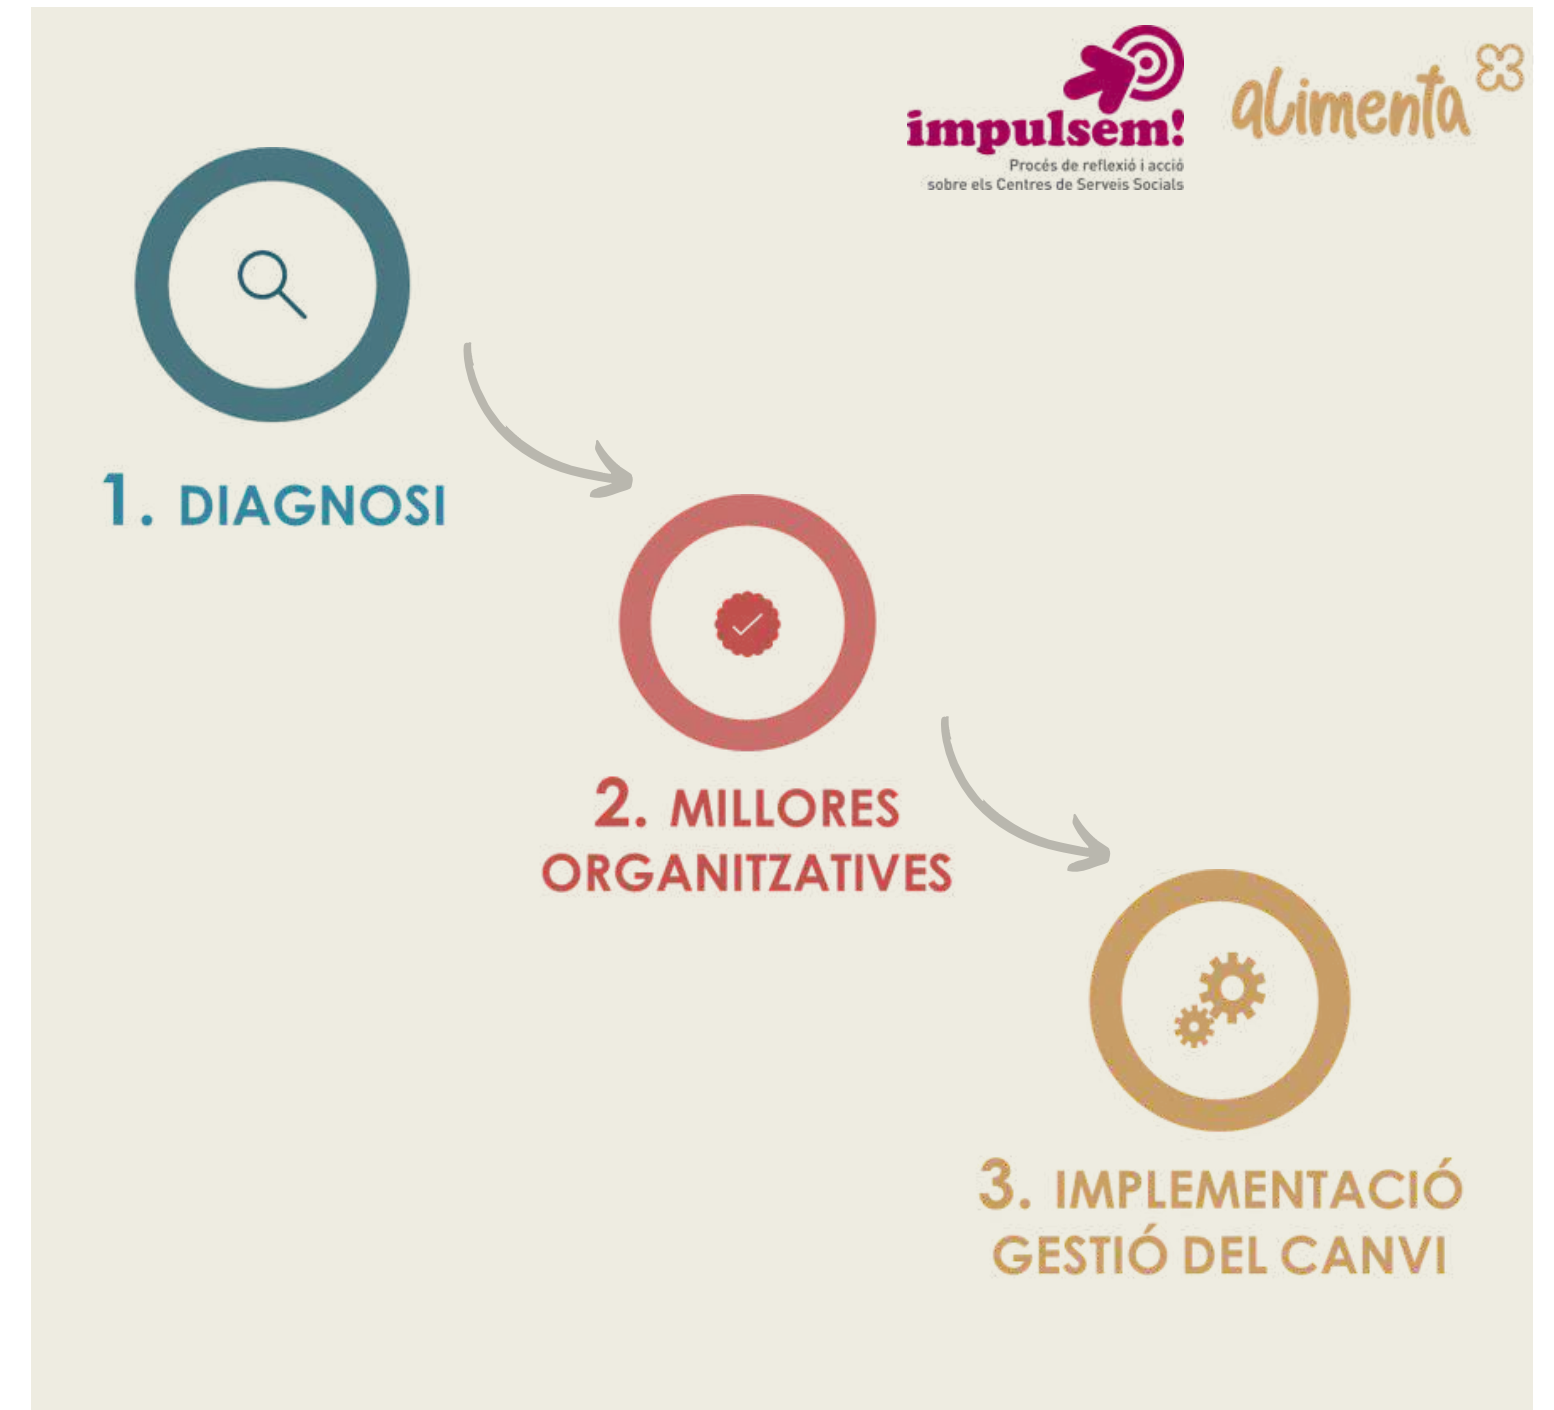 impulsem!
Procés de reflexió i acció
sobre els Centres de Serveis Socials
alimenta
1. DIAGNOSI
2. MILLORES
ORGANITZATIVES
3. IMPLEMENTACIÓ
GESTIÓ DEL CANVI